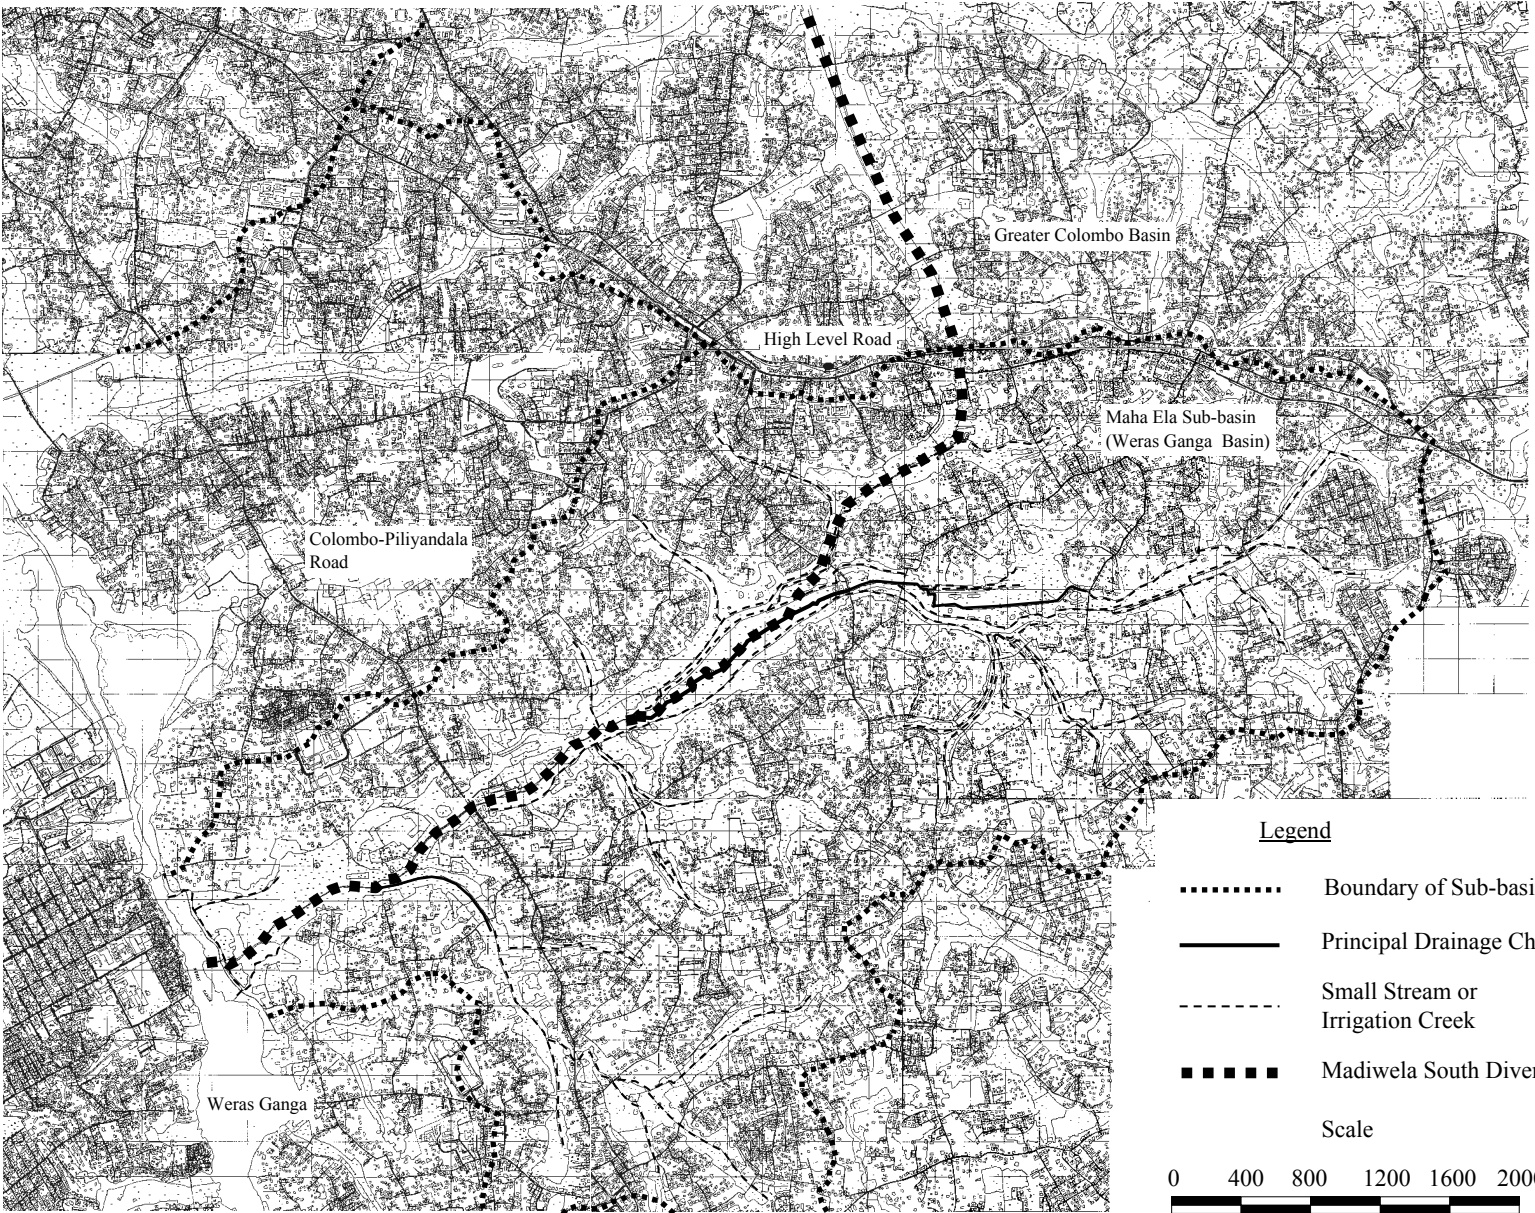 Greater Colombo Basin
High Level Road
Maha Ela Sub-basin
(Weras Ganga Basin)
Colombo-Piliyandala
Road
Weras Ganga
Legend
Boundary of Sub-basi
Principal Drainage Ch
Small Stream or
Irrigation Creek
Madiwela South Diver
Scale
0 400 800 1200 1600 200